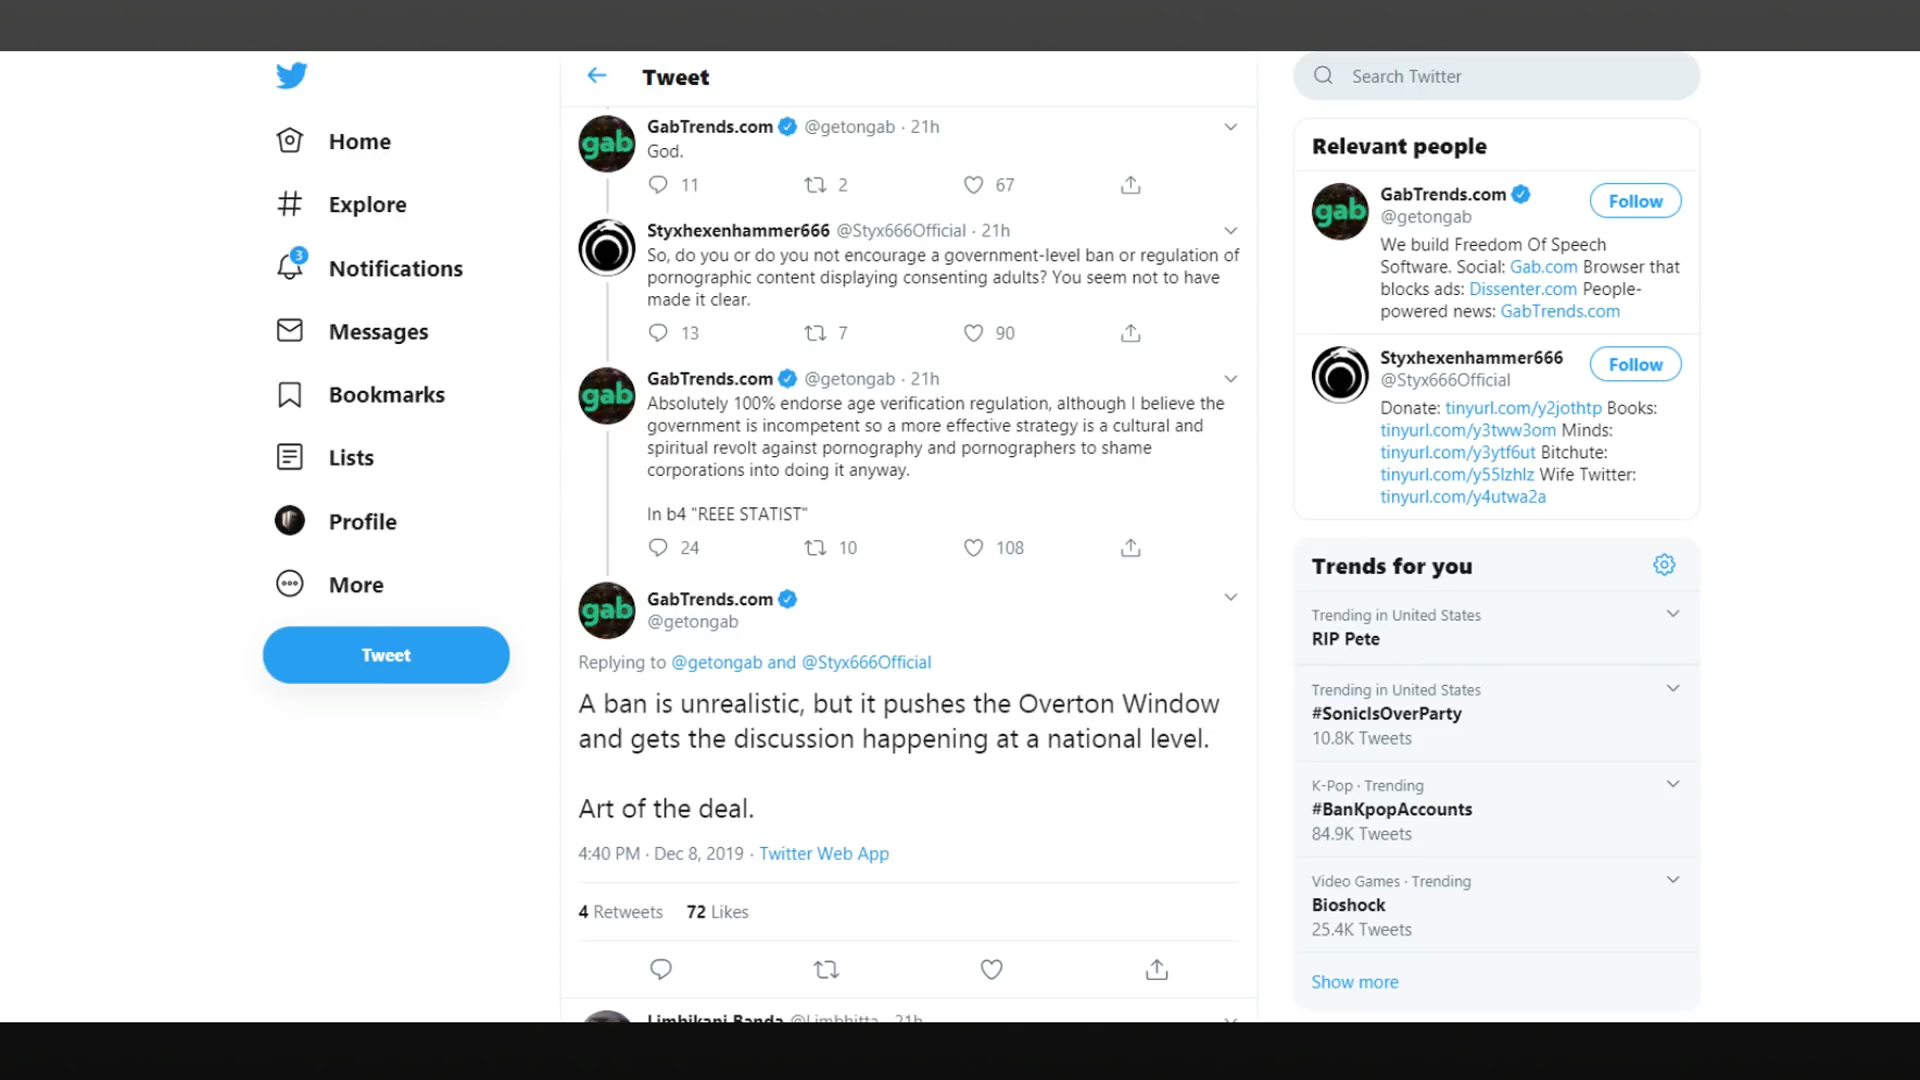 Home
Explore
3
Notifications
Messages
Bookmarks
Lists
Profile
More
Tweet
Tweet
gab
GabTrends.com @getongab · 21h
God.
11 2 67
Styxhexenhammer666 @Styx666Official · 21h
So, do you or do you not encourage a government-level ban or regulation of
pornographic content displaying consenting adults? You seem not to have
made it clear.
13 7 90
gab
GabTrends.com @getongab · 21h
Absolutely 100% endorse age verification regulation, although I believe the
government is incompetent so a more effective strategy is a cultural and
spiritual revolt against pornography and pornographers to shame
corporations into doing it anyway.
In b4 "REEE STATIST"
24 10 108
gab
GabTrends.com
@getongab
Replying to @getongab and @Styx666Official
A ban is unrealistic, but it pushes the Overton Window
and gets the discussion happening at a national level.
Art of the deal.
4:40 PM · Dec 8, 2019 · Twitter Web App
4 Retweets 72 Likes
Limbikani Banda @Limbhitta · 21h
Search Twitter
Relevant people
gab
GabTrends.com
@getongab
Follow
We build Freedom Of Speech
Software. Social: Gab.com Browser that
blocks ads: Dissenter.com People-
powered news: GabTrends.com
Styxhexenhammer666
@Styx666Official
Follow
Donate: tinyurl.com/y2jothtp Books:
tinyurl.com/y3tww3om Minds:
tinyurl.com/y3ytf6ut Bitchute:
tinyurl.com/y55lzhlz Wife Twitter:
tinyurl.com/y4utwa2a
Trends for you
Trending in United States
RIP Pete
Trending in United States
#SonicIsOverParty
10.8K Tweets
K-Pop · Trending
#BanKpopAccounts
84.9K Tweets
Video Games · Trending
Bioshock
25.4K Tweets
Show more